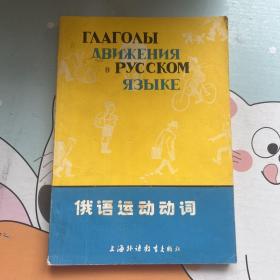 ГЛАГОЛЫ
ДВИЖЕНИЯ
в РУССКОМ
ЯЗЫКЕ
俄语运动动词
上海外语教育出版社